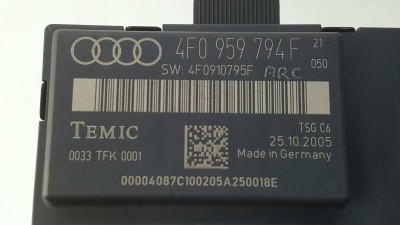 4F0 959 794F 21
050
SW: 4F0910795F ARC
TEMIC TSG C6
25.10.2005
0033 TFK 0001 Made in Germany
00004087C100205A250018E